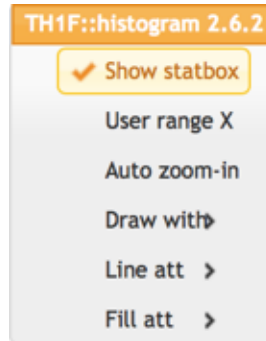 TH1F::histogram 2.6.2
Show statbox
User range X
Auto zoom-in
Draw with
Line att
Fill att